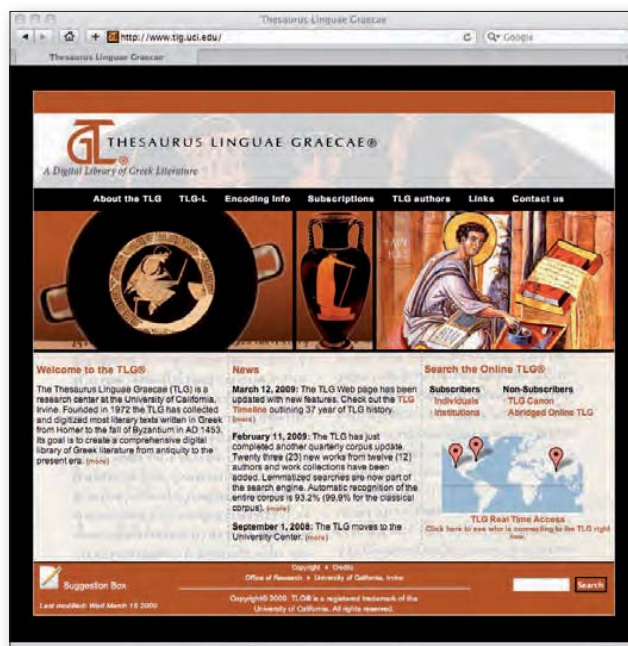 Thesaurus Linguae Graecae
http://www.tlg.uci.edu/
Google
Thesaurus Linguae Graecae
THESAURUS LINGUAE GRAECAE®
A Digital Library of Greek Literature
About the TLG TLG-L Encoding Info Subscriptions TLG authors Links Contact us
Welcome to the TLG®
The Thesaurus Linguae Graecae (TLG) is a
research center at the University of California,
Irvine. Founded in 1972 the TLG has collected
and digitized most literary texts written in Greek
from Homer to the fall of Byzantium in AD 1453.
Its goal is to create a comprehensive digital
library of Greek literature from antiquity to the
present era. (more)
News
March 12, 2009: The TLG Web page has been
updated with new features. Check out the TLG
Timeline outlining 37 year of TLG history.
(more)
February 11, 2009: The TLG has just
completed another quarterly corpus update.
Twenty three (23) new works from twelve (12)
authors and work collections have been
added. Lemmatized searches are now part of
the search engine. Automatic recognition of the
entire corpus is 93.2% (99.9% for the classical
corpus). (more)
September 1, 2008: The TLG moves to the
University Center. (more)
Search the Online TLG®
Subscribers Non-Subscribers
Individuals TLG Canon
Institutions Abridged Online TLG
TLG Real Time Access
Click here to see who is connecting to the TLG right
now
Suggestion Box
Last modified: Wed March 18 2009
Copyright Credits
Office of Research University of California, Irvine
Copyright© 2009. TLG® is a registered trademark of the
University of California. All rights reserved.
Search